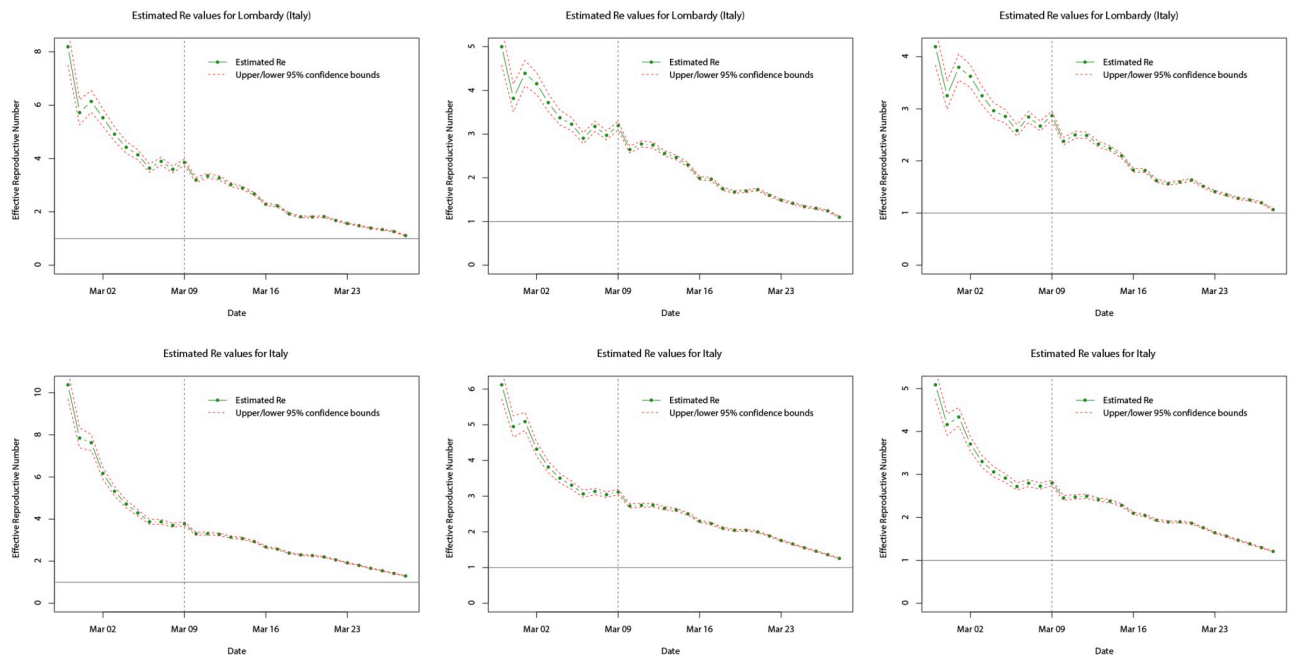 Estimated Re values for Lombardy (Italy)
Effective Reproductive Number
8
6
4
2
0
Estimated Re
Upper/lower 95% confidence bounds
Mar 02 Mar 09 Mar 16 Mar 23
Date
Estimated Re values for Lombardy (Italy)
Effective Reproductive Number
5
4
3
2
1
0
Estimated Re
Upper/lower 95% confidence bounds
Mar 02 Mar 09 Mar 16 Mar 23
Date
Estimated Re values for Lombardy (Italy)
Effective Reproductive Number
4
3
2
1
0
Estimated Re
Upper/lower 95% confidence bounds
Mar 02 Mar 09 Mar 16 Mar 23
Date
Estimated Re values for Italy
Effective Reproductive Number
10
8
6
4
2
0
Estimated Re
Upper/lower 95% confidence bounds
Mar 02 Mar 09 Mar 16 Mar 23
Date
Estimated Re values for Italy
Effective Reproductive Number
6
5
4
3
2
1
0
Estimated Re
Upper/lower 95% confidence bounds
Mar 02 Mar 09 Mar 16 Mar 23
Date
Estimated Re values for Italy
Effective Reproductive Number
5
4
3
2
1
0
Estimated Re
Upper/lower 95% confidence bounds
Mar 02 Mar 09 Mar 16 Mar 23
Date